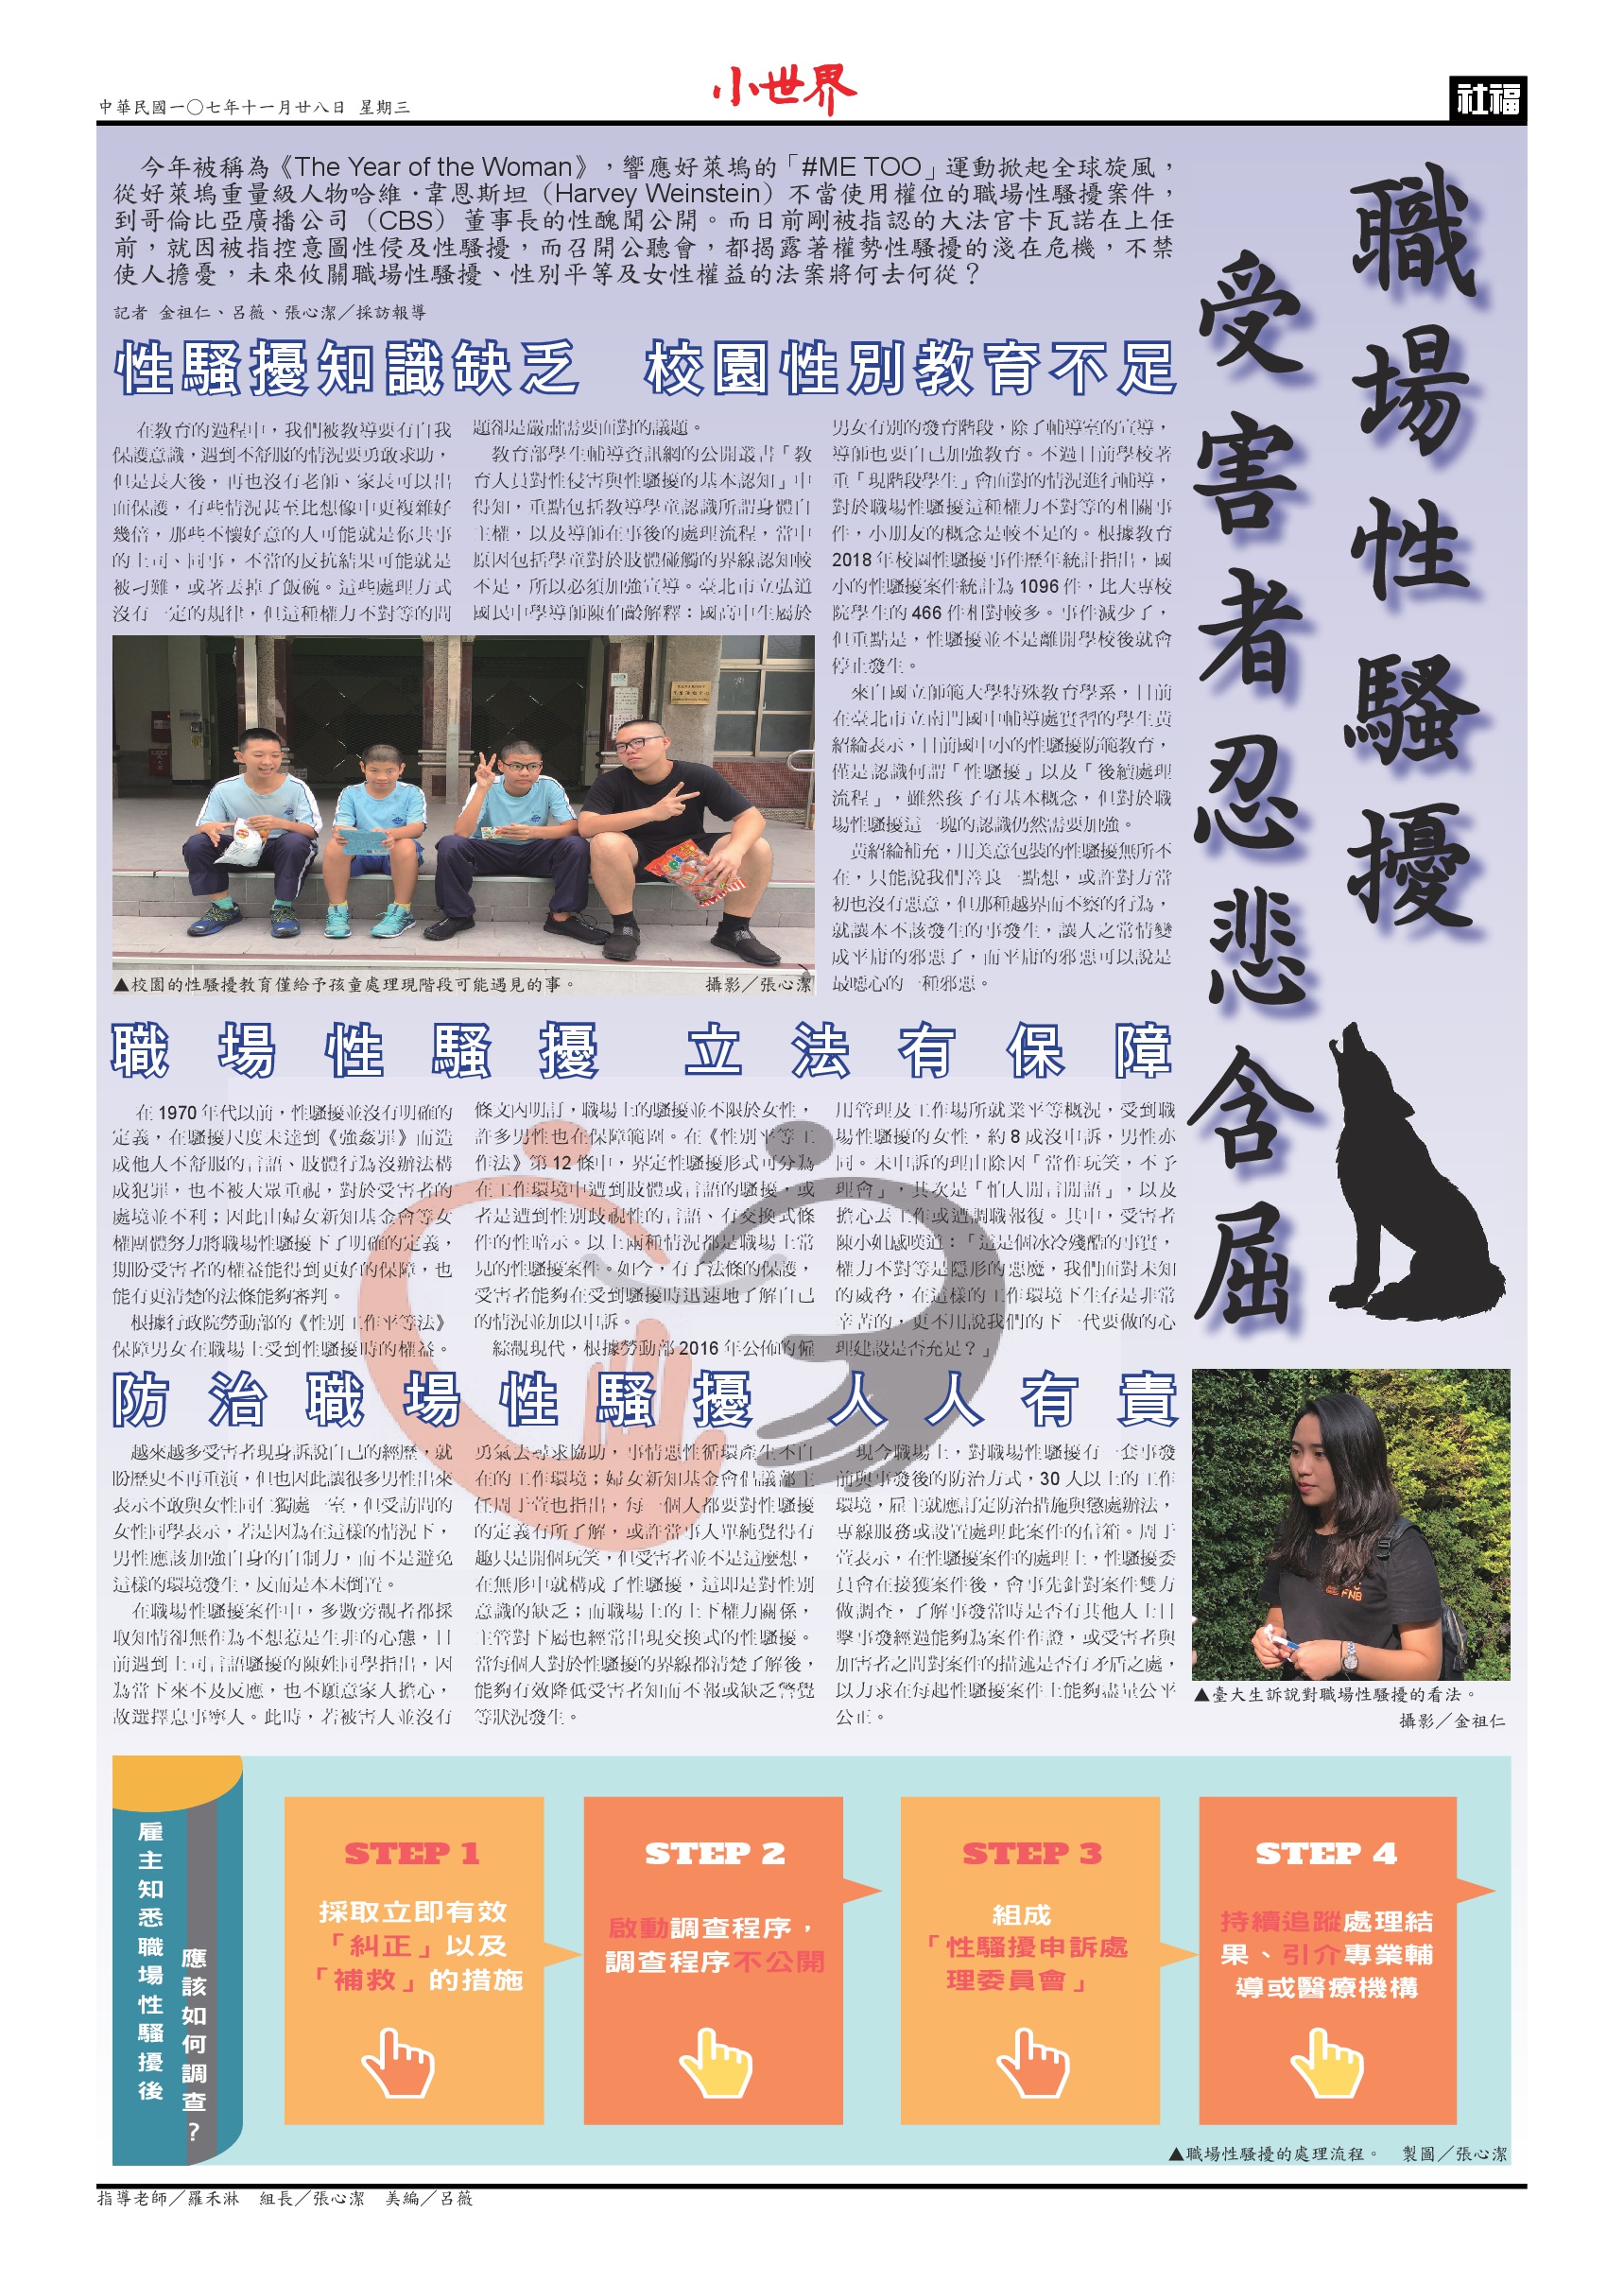 中華民國一〇七年十一月廿八日 星期三
小世界
社福
職場性騷擾
受害者忍悲含屈
今年被稱為《The Year of the Woman》，響應好萊塢的「#ME TOO」運動掀起全球旋風，
從好萊塢重量級人物哈維·韋恩斯坦（Harvey Weinstein）不當使用權位的職場性騷擾案件，
到哥倫比亞廣播公司（CBS）董事長的性醜聞公開。而日前剛被指認的大法官卡瓦諾在上任
前，就因被指控意圖性侵及性騷擾，而召開公聽會，都揭露著權勢性騷擾的淺在危機，不禁
使人擔憂，未來攸關職場性騷擾、性別平等及女性權益的法案將何去何從？
記者 金祖仁、呂薇、張心潔／採訪報導
性騷擾知識缺乏 校園性別教育不足
在教育的過程中，我們被教導要有自我
保護意識，遇到不舒服的情況要勇敢求助，
但是長大後，再也沒有老師、家長可以出
面保護，有些情況甚至比想像中更複雜好
幾倍，那些不懷好意的人可能就是你共事
的上司、同事，不當的反抗結果可能就是
被刁難，或著丟掉了飯碗。這些處理方式
沒有一定的規律，但這種權力不對等的問
題卻是嚴肅需要面對的議題。
教育部學生輔導資訊網的公開叢書「教
育人員對性侵害與性騷擾的基本認知」中
得知，重點包括教導學童認識所謂身體自
主權，以及導師在事後的處理流程，當中
原因包括學童對於肢體碰觸的界線認知較
不足，所以必須加強宣導。臺北市立弘道
國民中學導師陳伯齡解釋：國高中生屬於
男女有別的發育階段，除了輔導室的宣導，
導師也要自己加強教育。不過目前學校著
重「現階段學生」會面對的情況進行輔導，
對於職場性騷擾這種權力不對等的相關事
件，小朋友的概念是較不足的。根據教育
2018 年校園性騷擾事件歷年統計指出，國
小的性騷擾案件統計為 1096 件，比大專校
院學生的 466 件相對較多。事件減少了，
但重點是，性騷擾並不是離開學校後就會
停止發生。
來自國立師範大學特殊教育學系，目前
在臺北市立南門國中輔導處實習的學生黃
紹綸表示，目前國中小的性騷擾防範教育，
僅是認識何謂「性騷擾」以及「後續處理
流程」，雖然孩子有基本概念，但對於職
場性騷擾這一塊的認識仍然需要加強。
黃紹綸補充，用美意包裝的性騷擾無所不
在，只能說我們善良一點想，或許對方當
初也沒有惡意，但那種越界而不察的行為，
就讓本不該發生的事發生，讓人之常情變
成平庸的邪惡了，而平庸的邪惡可以說是
最噁心的一種邪惡。
▲校園的性騷擾教育僅給予孩童處理現階段可能遇見的事。 攝影／張心潔
職場性騷擾 立法有保障
在 1970 年代以前，性騷擾並沒有明確的
定義，在騷擾尺度未達到《強姦罪》而造
成他人不舒服的言語、肢體行為沒辦法構
成犯罪，也不被大眾重視，對於受害者的
處境並不利；因此由婦女新知基金會等女
權團體努力將職場性騷擾下了明確的定義，
期盼受害者的權益能得到更好的保障，也
能有更清楚的法條能夠審判。
根據行政院勞動部的《性別工作平等法》
保障男女在職場上受到性騷擾時的權益。
條文內明訂，職場上的騷擾並不限於女性，
許多男性也在保障範圍。在《性別平等工
作法》第 12 條中，界定性騷擾形式可分為
在工作環境中遭到肢體或言語的騷擾，或
者是遭到性別歧視性的言語、有交換式條
件的性暗示。以上兩種情況都是職場上常
見的性騷擾案件。如今，有了法條的保護，
受害者能夠在受到騷擾時迅速地了解自己
的情況並加以申訴。
綜觀現代，根據勞動部 2016 年公佈的僱
用管理及工作場所就業平等概況，受到職
場性騷擾的女性，約 8 成沒申訴，男性亦
同。未申訴的理由除因「當作玩笑，不予
理會」，其次是「怕人閒言閒語」，以及
擔心丟工作或遭調職報復。其中，受害者
陳小姐感嘆道：「這是個冰冷殘酷的事實，
權力不對等是隱形的惡魔，我們面對未知
的威脅，在這樣的工作環境下生存是非常
辛苦的，更不用說我們的下一代要做的心
理建設是否充足？」
防治職場性騷擾 人人有責
越來越多受害者現身訴說自己的經歷，就
盼歷史不再重演，但也因此讓很多男性出來
表示不敢與女性同仁獨處一室，但受訪問的
女性同學表示，若是因為在這樣的情況下，
男性應該加強自身的自制力，而不是避免
這樣的環境發生，反而是本末倒置。
在職場性騷擾案件中，多數旁觀者都採
取知情卻無作為不想惹是生非的心態，目
前遇到上司言語騷擾的陳姓同學指出，因
為當下來不及反應，也不願意家人擔心，
故選擇息事寧人。此時，若被害人並沒有
勇氣去尋求協助，事情惡性循環產生不自
在的工作環境；婦女新知基金會倡議部主
任周于萱也指出，每一個人都要對性騷擾
的定義有所了解，或許當事人單純覺得有
趣只是開個玩笑，但受害者並不是這麼想，
在無形中就構成了性騷擾，這即是對性別
意識的缺乏；而職場上的上下權力關係，
主管對下屬也經常出現交換式的性騷擾。
當每個人對於性騷擾的界線都清楚了解後，
能夠有效降低受害者知而不報或缺乏警覺
等狀況發生。
現今職場上，對職場性騷擾有一套事發
前與事發後的防治方式，30 人以上的工作
環境，雇主就應訂定防治措施與懲處辦法，
專線服務或設置處理此案件的信箱。周于
萱表示，在性騷擾案件的處理上，性騷擾委
員會在接獲案件後，會事先針對案件雙方
做調查，了解事發當時是否有其他人士目
擊事發經過能夠為案件作證，或受害者與
加害者之間對案件的描述是否有矛盾之處，
以力求在每起性騷擾案件上能夠盡量公平
公正。
▲臺大生訴說對職場性騷擾的看法。
攝影／金祖仁
雇主知悉職場性騷擾後
應該如何調查？
STEP 1
採取立即有效
「糾正」以及
「補救」的措施
STEP 2
啟動調查程序，
調查程序不公開
STEP 3
組成
「性騷擾申訴處
理委員會」
STEP 4
持續追蹤處理結
果、引介專業輔
導或醫療機構
▲職場性騷擾的處理流程。 製圖／張心潔
指導老師／羅禾淋 組長／張心潔 美編／呂薇